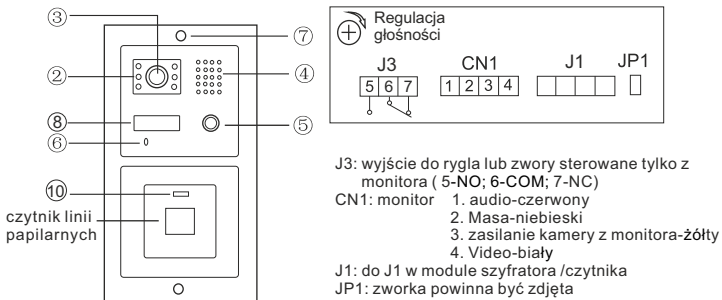 ③
⑦
②
④
⑧
⑤
⑥
⑩
czytnik linii
papilarnych
Regulacja
głośności
J3 CN1 J1 JP1
5 6 7 1 2 3 4
J3: wyjście do rygla lub zwory sterowane tylko z
monitora ( 5-NO; 6-COM; 7-NC)
CN1: monitor 1. audio-czerwony
2. Masa-niebieski
3. zasilanie kamery z monitora-żółty
4. Video-biały
J1: do J1 w module szyfratora /czytnika
JP1: zworka powinna być zdjęta